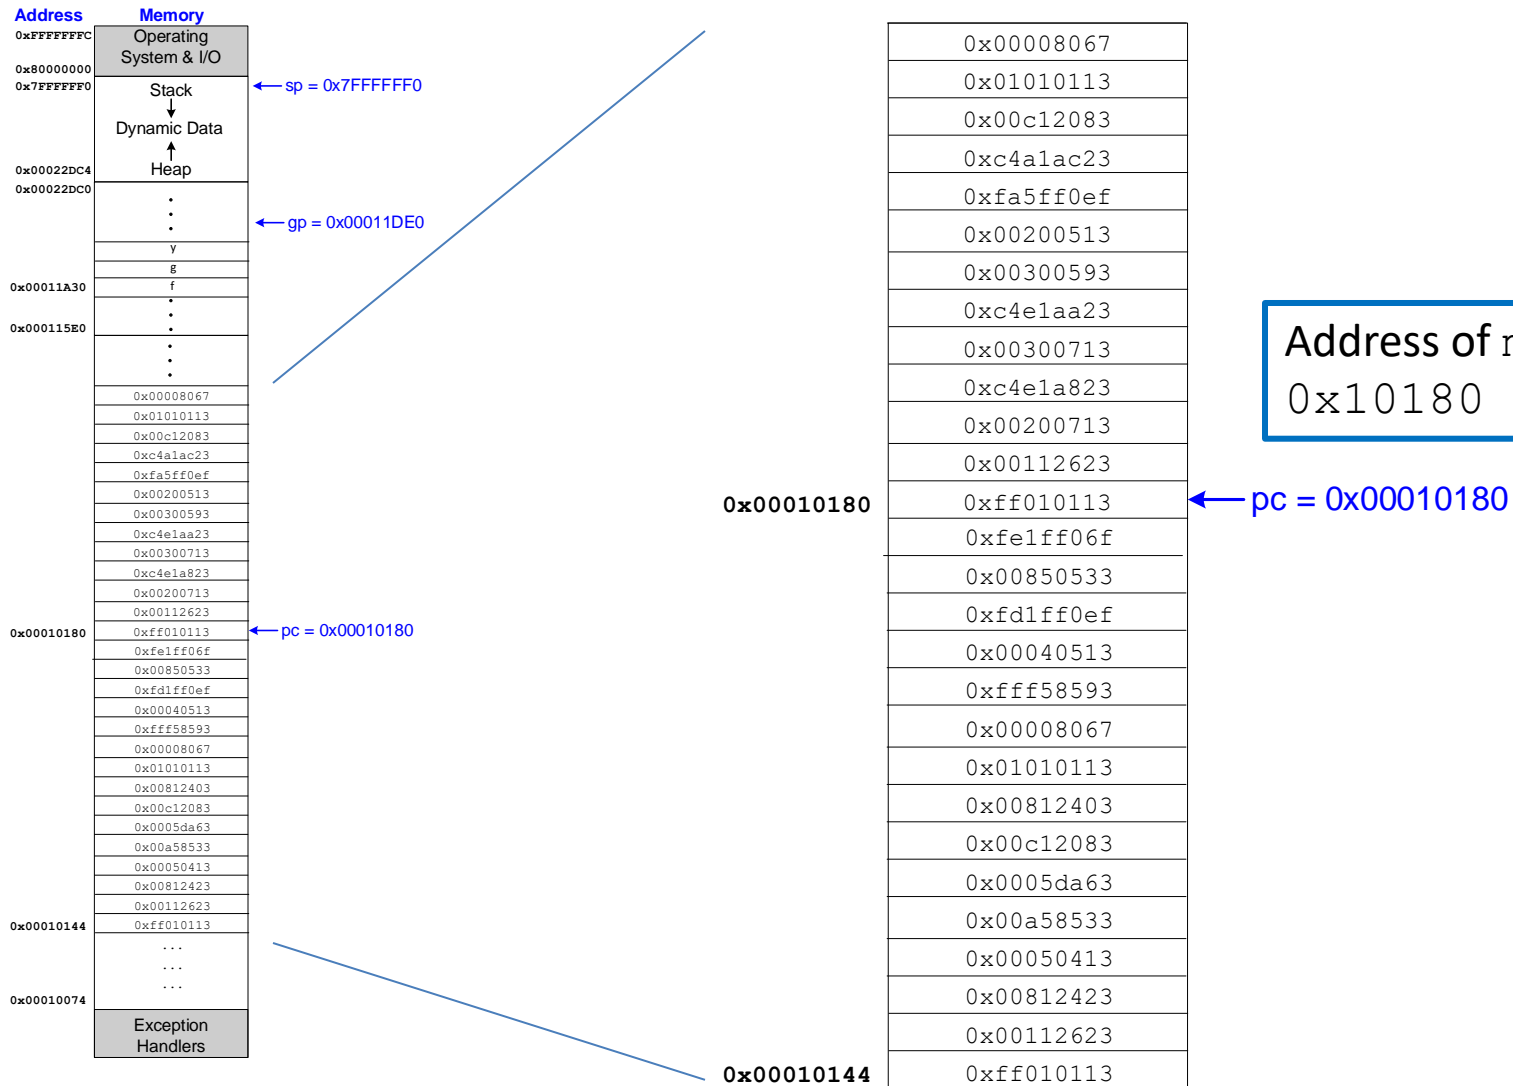 Address Memory
0xFFFFFFFC
Operating
System & I/O
0x80000000
0x7FFFFFF0
Stack
sp = 0x7FFFFFF0
Dynamic Data
Heap
0x00022DC4
0x00022DC0
gp = 0x00011DE0
y
g
0x00011A30
f
0x000115E0
0x00008067
0x01010113
0x00c12083
0xc4a1ac23
0xfa5ff0ef
0x00200513
0x00300593
0xc4e1aa23
0x00300713
0xc4e1a823
0x00200713
0x00112623
0x00010180 0xff010113 pc = 0x00010180
0xfe1ff06f
0x00850533
0xfd1ff0ef
0x00040513
0xfff58593
0x00008067
0x01010113
0x00812403
0x00c12083
0x0005da63
0x00a58533
0x00050413
0x00812423
0x00112623
0x00010144 0xff010113
...
...
...
0x00010074
Exception
Handlers
0x00008067
0x01010113
0x00c12083
0xc4a1ac23
0xfa5ff0ef
0x00200513
0x00300593
0xc4e1aa23
0x00300713
0xc4e1a823
0x00200713
0x00112623
0x00010180 0xff010113 pc = 0x00010180
0xfe1ff06f
0x00850533
0xfd1ff0ef
0x00040513
0xfff58593
0x00008067
0x01010113
0x00812403
0x00c12083
0x0005da63
0x00a58533
0x00050413
0x00812423
0x00112623
0x00010144 0xff010113
Address of
0x10180